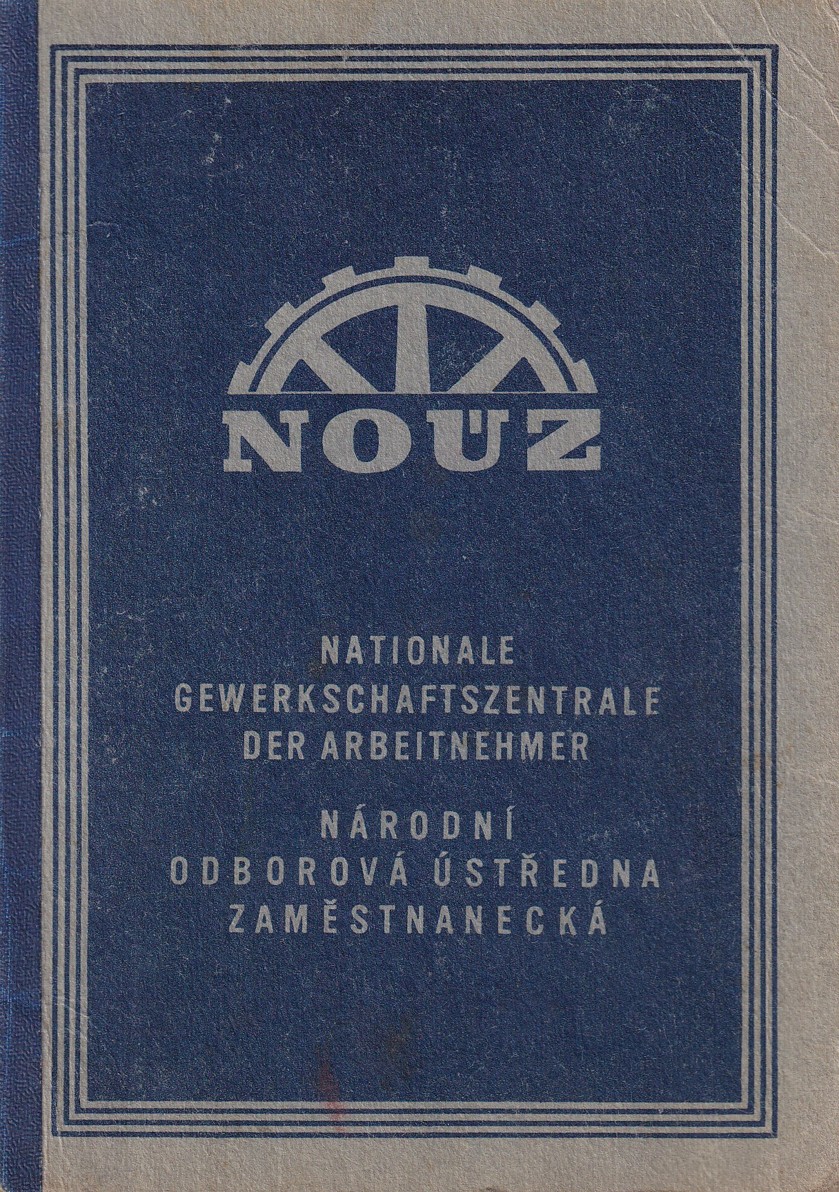 NOÚZ
NATIONALE
GEWERKSCHAFTSZENTRALE
DER ARBEITNEHMER
NÁRODNÍ
ODBOROVÁ ÚSTŘEDNA
ZAMĚSTNANECKÁ